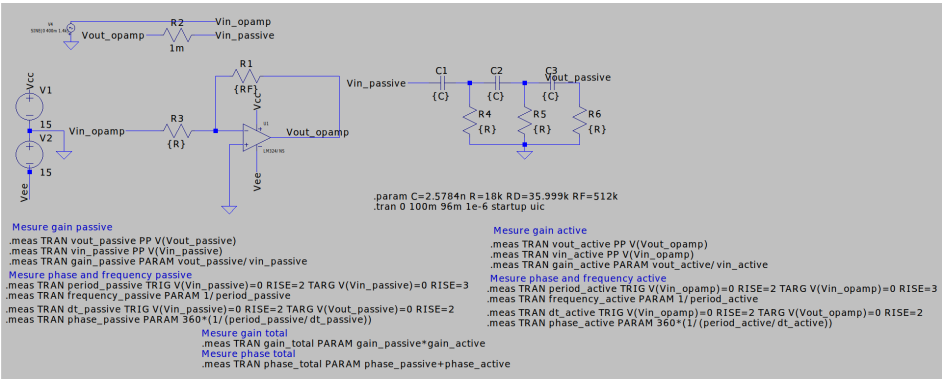 V4
SINE(0 400m 1.4k)
R2
Vin_opamp
Vout_opamp
Vin_passive
1m
R1
{RF}
Vcc
V1
15
V2
15
Vee
Vcc
Vin_opamp
R3
{R}
U1
LM324/NS
Vout_opamp
Vee
Vin_passive
C1
{C}
C2
{C}
C3
{C}
Vout_passive
R4
{R}
R5
{R}
R6
{R}
.param C=2.5784n R=18k RD=35.999k RF=512k
.tran 0 100m 96m 1e-6 startup uic
Mesure gain passive
.meas TRAN vout_passive PP V(Vout_passive)
.meas TRAN vin_passive PP V(Vin_passive)
.meas TRAN gain_passive PARAM vout_passive/vin_passive
Mesure phase and frequency passive
.meas TRAN period_passive TRIG V(Vin_passive)=0 RISE=2 TARG V(Vin_passive)=0 RISE=3
.meas TRAN frequency_passive PARAM 1/period_passive
.meas TRAN dt_passive TRIG V(Vin_passive)=0 RISE=2 TARG V(Vout_passive)=0 RISE=2
.meas TRAN phase_passive PARAM 360*(1/(period_passive/dt_passive))
Mesure gain active
.meas TRAN vout_active PP V(Vout_opamp)
.meas TRAN vin_active PP V(Vin_opamp)
.meas TRAN gain_active PARAM vout_active/vin_active
Mesure phase and frequency active
.meas TRAN period_active TRIG V(Vin_opamp)=0 RISE=2 TARG V(Vin_opamp)=0 RISE=3
.meas TRAN frequency_active PARAM 1/period_active
.meas TRAN dt_active TRIG V(Vin_opamp)=0 RISE=2 TARG V(Vout_opamp)=0 RISE=2
.meas TRAN phase_active PARAM 360*(1/(period_active/dt_active))
Mesure gain total
.meas TRAN gain_total PARAM gain_passive*gain_active
Mesure phase total
.meas TRAN phase_total PARAM phase_passive+phase_active